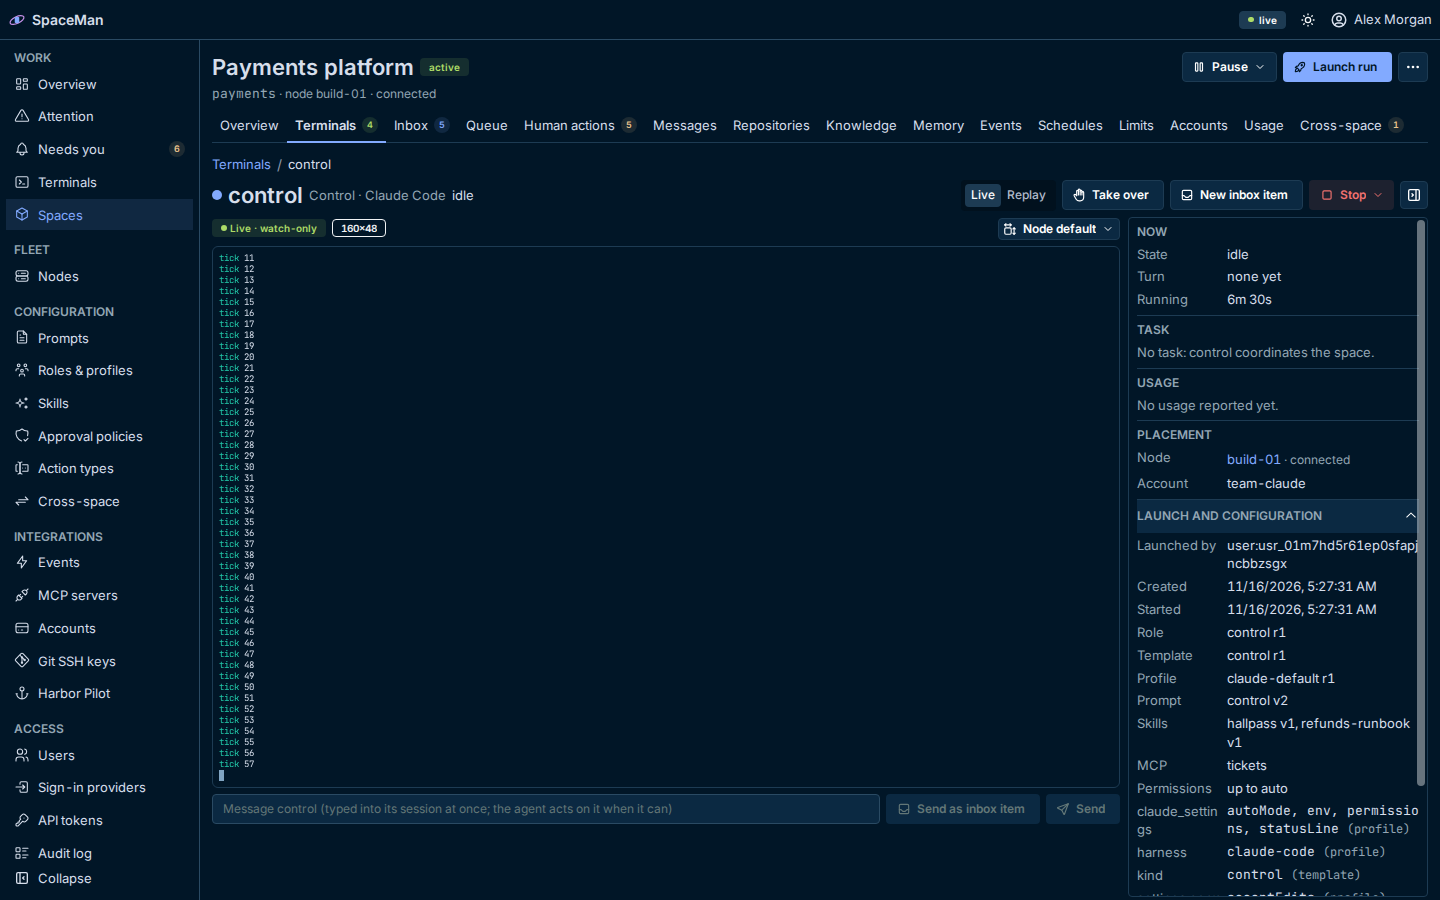 SpaceMan
live
Alex Morgan
WORK
Overview
Attention
Needs you 6
Terminals
Spaces
FLEET
Nodes
CONFIGURATION
Prompts
Roles & profiles
Skills
Approval policies
Action types
Cross-space
INTEGRATIONS
Events
MCP servers
Accounts
Git SSH keys
Harbor Pilot
ACCESS
Users
Sign-in providers
API tokens
Audit log
Collapse
Payments platform active
payments · node build-01 · connected
Pause
Launch run
Overview Terminals 4 Inbox 5 Queue Human actions 5 Messages Repositories Knowledge Memory Events Schedules Limits Accounts Usage Cross-space 1
Terminals / control
control Control · Claude Code idle
Live Replay Take over New inbox item Stop
Live · watch-only 160×48 Node default
tick 11
tick 12
tick 13
tick 14
tick 15
tick 16
tick 17
tick 18
tick 19
tick 20
tick 21
tick 22
tick 23
tick 24
tick 25
tick 26
tick 27
tick 28
tick 29
tick 30
tick 31
tick 32
tick 33
tick 34
tick 35
tick 36
tick 37
tick 38
tick 39
tick 40
tick 41
tick 42
tick 43
tick 44
tick 45
tick 46
tick 47
tick 48
tick 49
tick 50
tick 51
tick 52
tick 53
tick 54
tick 55
tick 56
tick 57
Message control (typed into its session at once; the agent acts on it when it can)
Send as inbox item
Send
NOW
State idle
Turn none yet
Running 6m 30s
TASK
No task: control coordinates the space.
USAGE
No usage reported yet.
PLACEMENT
Node build-01 · connected
Account team-claude
LAUNCH AND CONFIGURATION
Launched by user:usr_01m7hd5r61ep0sfapj
ncbbzsgx
Created 11/16/2026, 5:27:31 AM
Started 11/16/2026, 5:27:31 AM
Role control r1
Template control r1
Profile claude-default r1
Prompt control v2
Skills hallpass v1, refunds-runbook
v1
MCP tickets
Permissions up to auto
claude_settin autoMode, env, permissio
gs ns, statusLine (profile)
harness claude-code (profile)
kind control (template)